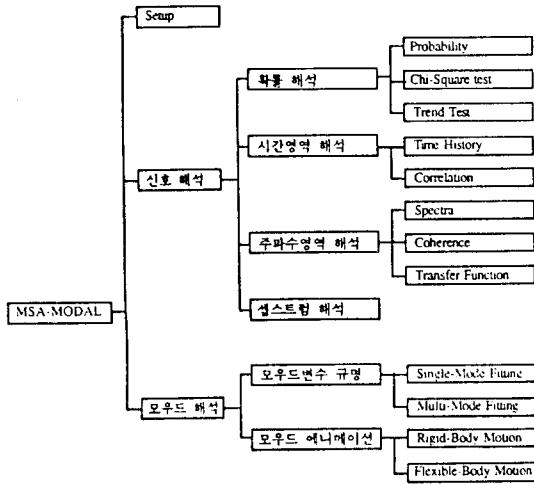 Setup
Probability
확률 해석
Chi-Square test
Trend Test
시간영역 해석
Time History
신호 해석
Correlation
Spectra
주파수영역 해석
Coherence
Transfer Function
셉스트럼 해석
MSA-MODAL
모우드변수 규명
Single-Mode Fitting
모우드 해석
Multi-Mode Fitting
모우드 에니메이션
Rigid-Body Motion
Flexible-Body Motion